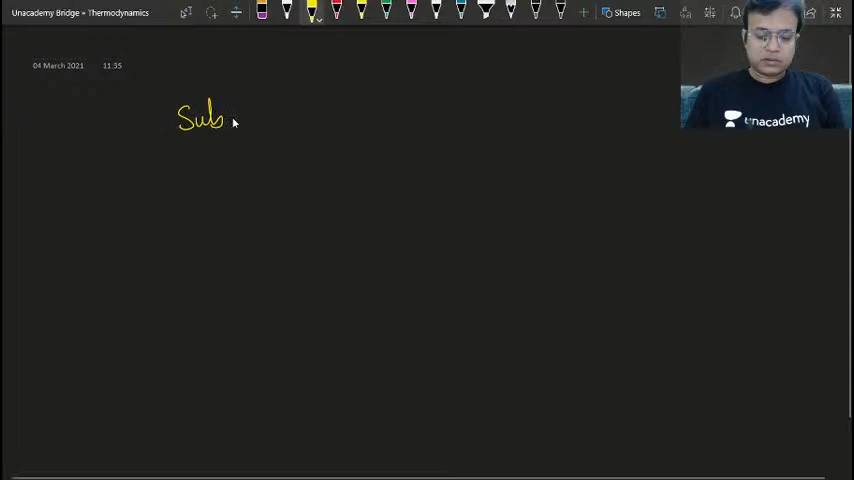 Unacademy Bridge - Thermodynamics
Shapes
04 March 2021 11:35
Sub
unacademy